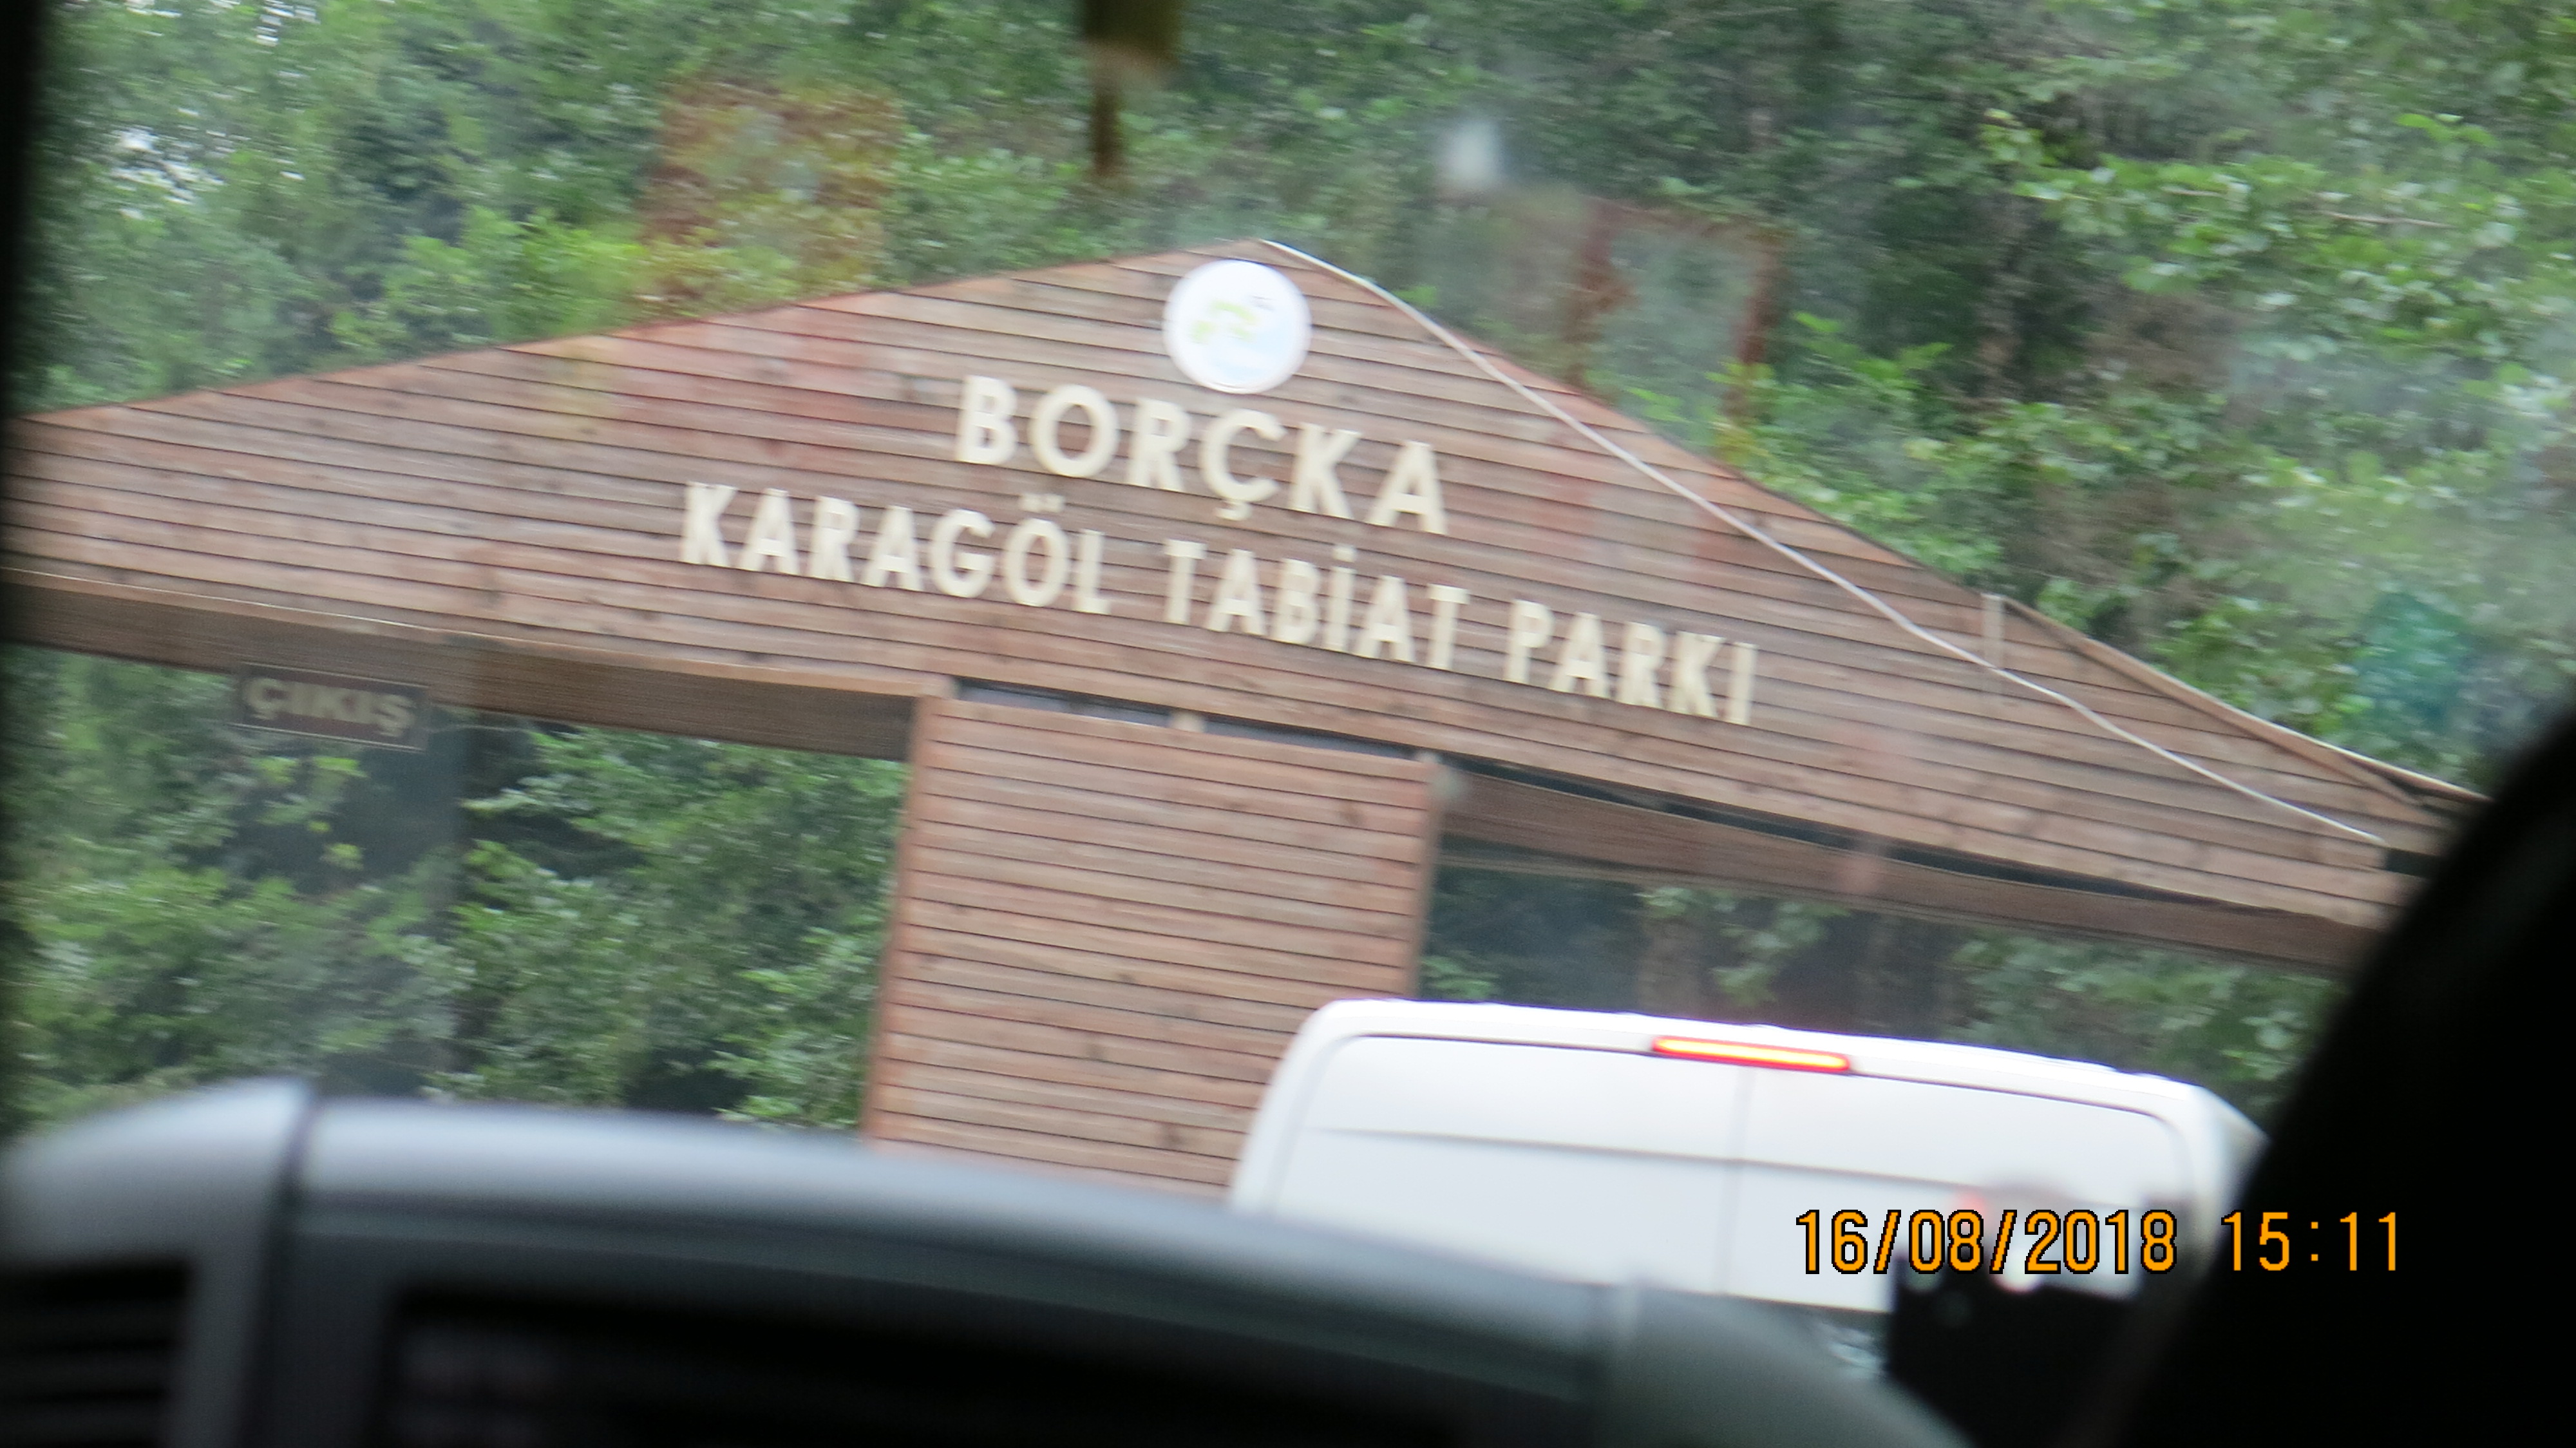 BORÇKA
KARAGÖL TABİAT PARKI
ÇIKIŞ
16/08/2018 15:11